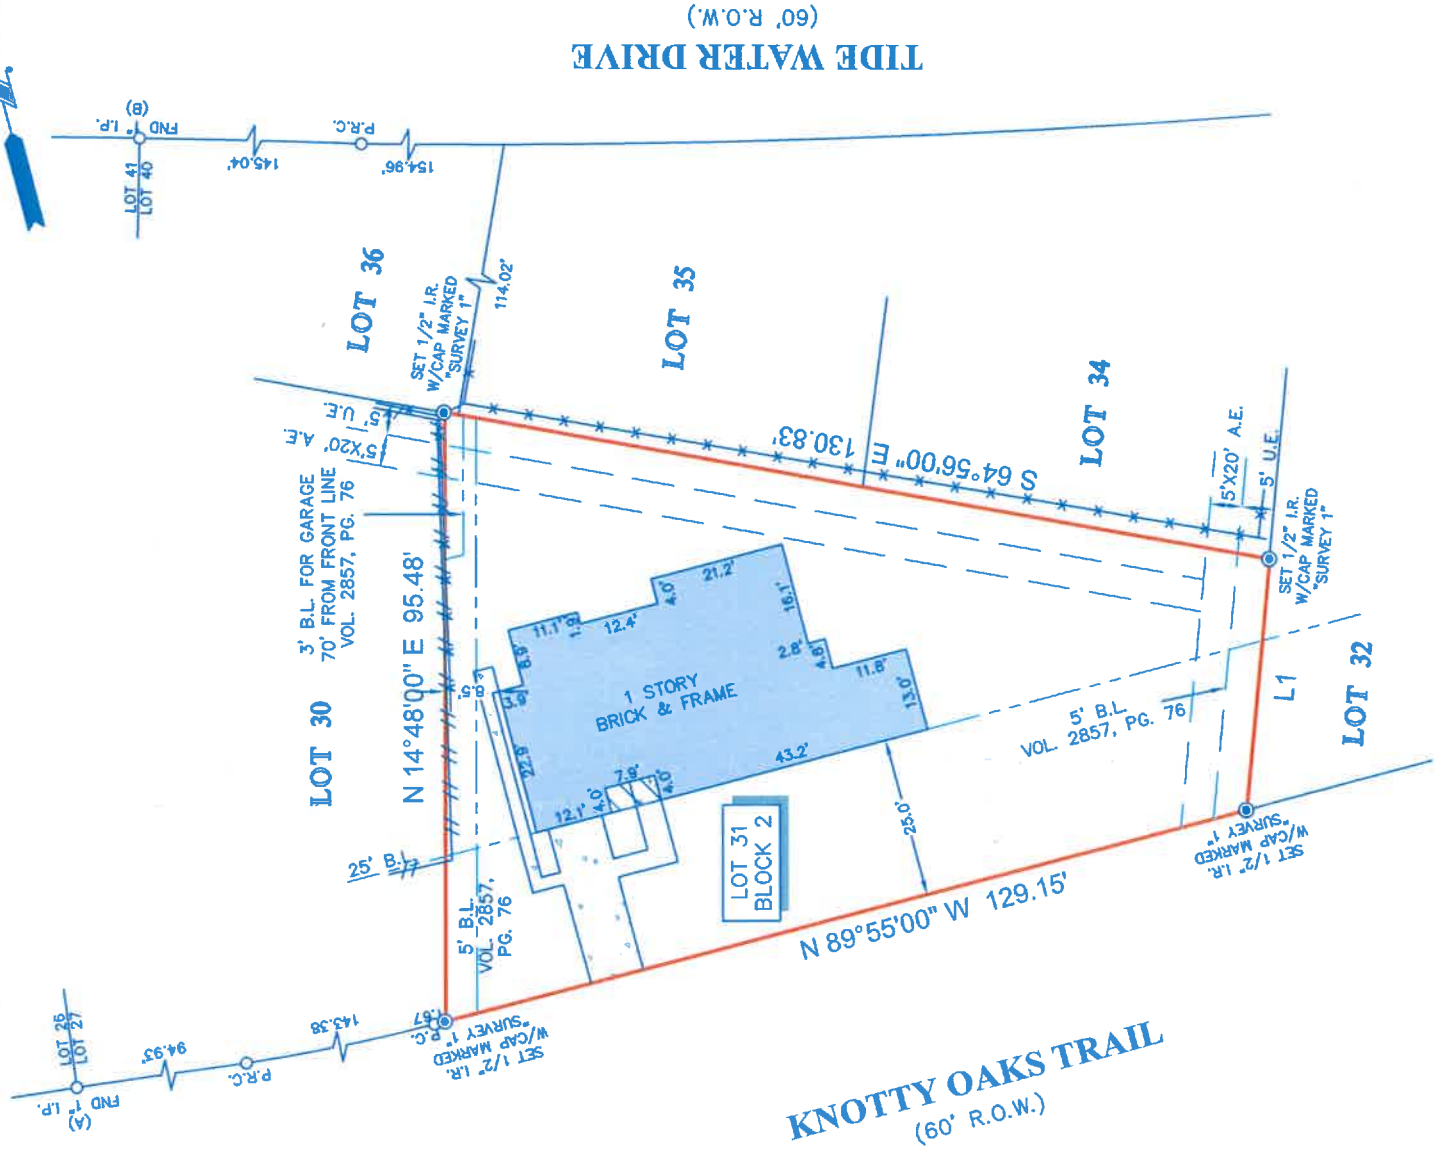 (60' R.O.W.)
TIDE WATER DRIVE
FND 1" I.P.
(B)
P.R.C.
145.04'
154.96'
LOT 41
LOT 40
LOT 36
SET 1/2" I.R.
W/CAP MARKED
"SURVEY 1"
114.02'
LOT 35
LOT 34
5' U.E.
5'X20' A.E.
3' B.L. FOR GARAGE
70' FROM FRONT LINE
VOL. 2857, PG. 76
S 64°56'00" E 130.83'
5'X20' A.E.
5' U.E.
SET 1/2" I.R.
W/CAP MARKED
"SURVEY 1"
N 14°48'00" E 95.48'
LOT 30
11.1'
1.9'
12.4'
4.0'
21.2'
8.9'
3.9'
16.1'
2.8'
4.8'
11.8'
13.0'
22.9'
1 STORY
BRICK & FRAME
43.2'
7.9'
4.0'
4.0'
12.1'
5' B.L.
VOL. 2857, PG. 76
L1
LOT 32
25' B.L.
25.0'
LOT 31
BLOCK 2
5' B.L.
VOL. 2857,
PG. 76
N 89°55'00" W 129.15'
SET 1/2" I.R.
W/CAP MARKED
"SURVEY 1"
LOT 26
LOT 27
94.93'
143.38
P.R.C.
P.C.
1.67
SET 1/2" I.R.
W/CAP MARKED
"SURVEY 1"
FND 1" I.P.
(A)
KNOTTY OAKS TRAIL
(60' R.O.W.)